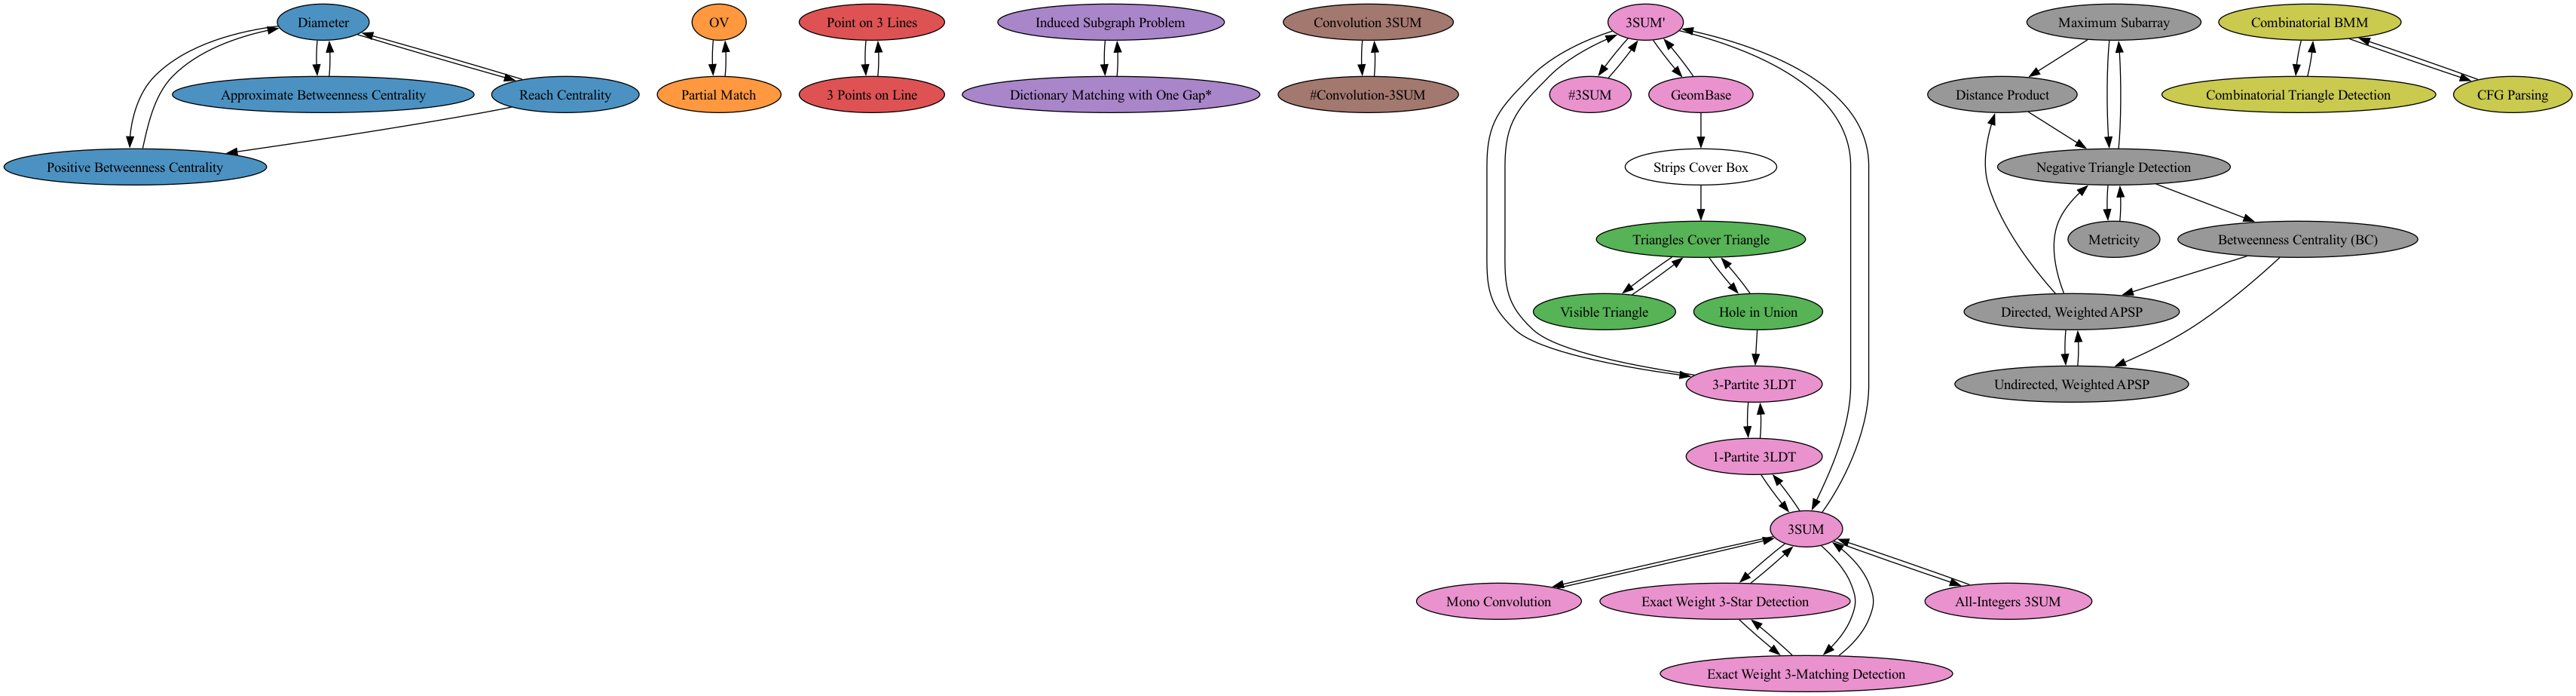 Diameter
OV
Point on 3 Lines
Induced Subgraph Problem
Convolution 3SUM
3SUM'
Maximum Subarray
Combinatorial BMM
Approximate Betweenness Centrality
Reach Centrality
Partial Match
3 Points on Line
Dictionary Matching with One Gap*
#Convolution-3SUM
#3SUM
GeomBase
Distance Product
Combinatorial Triangle Detection
CFG Parsing
Positive Betweenness Centrality
Strips Cover Box
Negative Triangle Detection
Triangles Cover Triangle
Metricity
Betweenness Centrality (BC)
Visible Triangle
Hole in Union
Directed, Weighted APSP
3-Partite 3LDT
Undirected, Weighted APSP
1-Partite 3LDT
3SUM
Mono Convolution
Exact Weight 3-Star Detection
All-Integers 3SUM
Exact Weight 3-Matching Detection